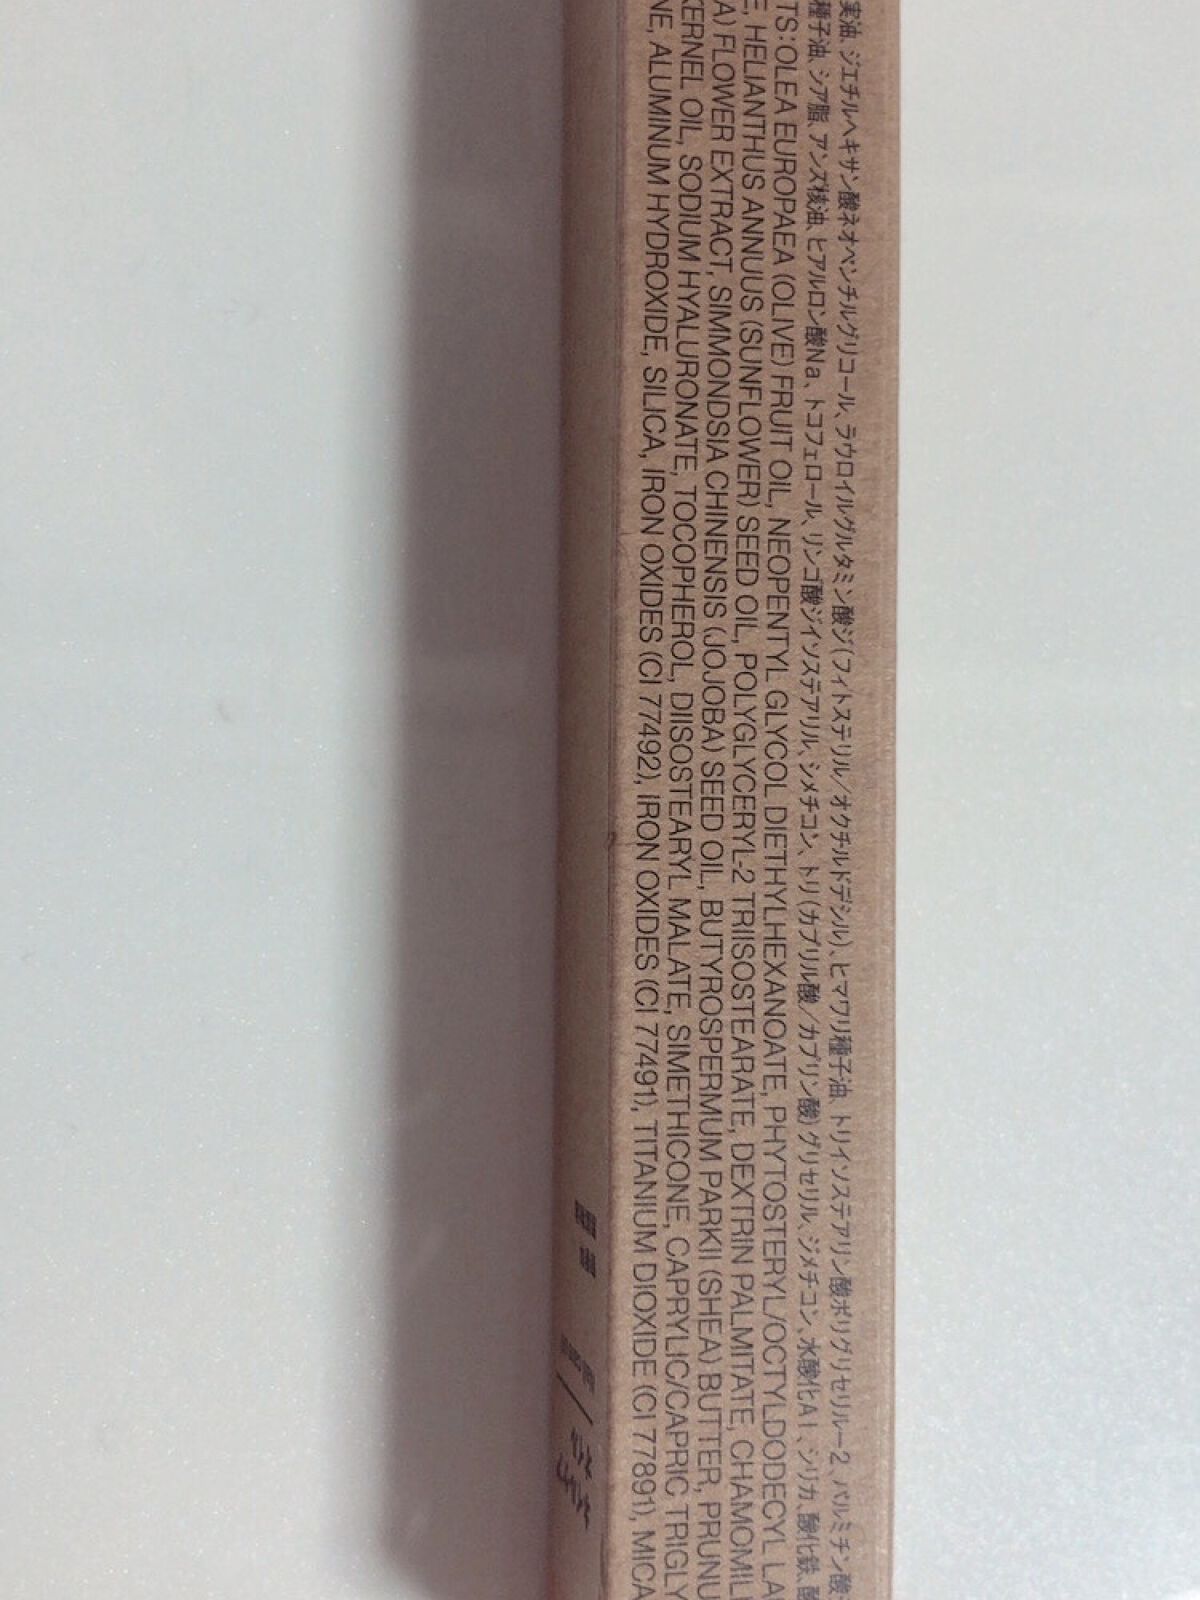 実油、ジエチルヘキサン酸ネオペンチルグリコール、ラウロイルグルタミン酸ジ(フィトステリル/オクチルドデシル)、ヒマワリ種子油、トリイソステアリン酸ポリグリセリル-2、パルミチン酸
種子油、シア脂、アンズ核油、ヒアルロン酸Na、トコフェロール、リンゴ酸ジイソステアリル、シメチコン、トリ(カプリル酸/カプリン酸)グリセリル、ジメチコン、水酸化Al、シリカ、酸化鉄、酸
TS:OLEA EUROPAEA (OLIVE) FRUIT OIL, NEOPENTYL GLYCOL DIETHYLHEXANOATE, PHYTOSTERYL/OCTYLDODECYL LA
E, HELIANTHUS ANNUUS (SUNFLOWER) SEED OIL, POLYGLYCERYL-2 TRIISOSTEARATE, DEXTRIN PALMITATE, CHAMOMIL
A) FLOWER EXTRACT, SIMMONDSIA CHINENSIS (JOJOBA) SEED OIL, BUTYROSPERMUM PARKII (SHEA) BUTTER, PRUNU
KERNEL OIL, SODIUM HYALURONATE, TOCOPHEROL, DIISOSTEARYL MALATE, SIMETHICONE, CAPRYLIC/CAPRIC TRIGLY
NE, ALUMINUM HYDROXIDE, SILICA, IRON OXIDES (CI 77492), IRON OXIDES (CI 77491), TITANIUM DIOXIDE (CI 77891), MICA